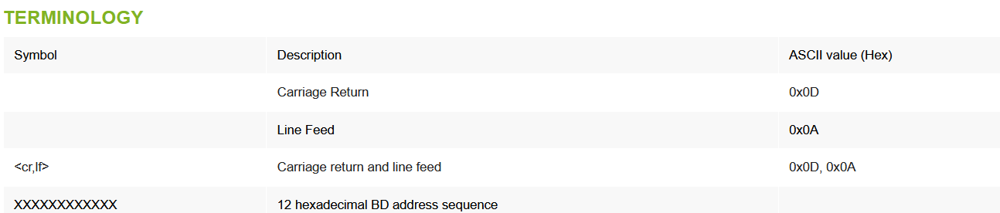 TERMINOLOGY
Symbol Description ASCII value (Hex)
Carriage Return 0x0D
Line Feed 0x0A
<cr,lf> Carriage return and line feed 0x0D, 0x0A
XXXXXXXXXXXX 12 hexadecimal BD address sequence